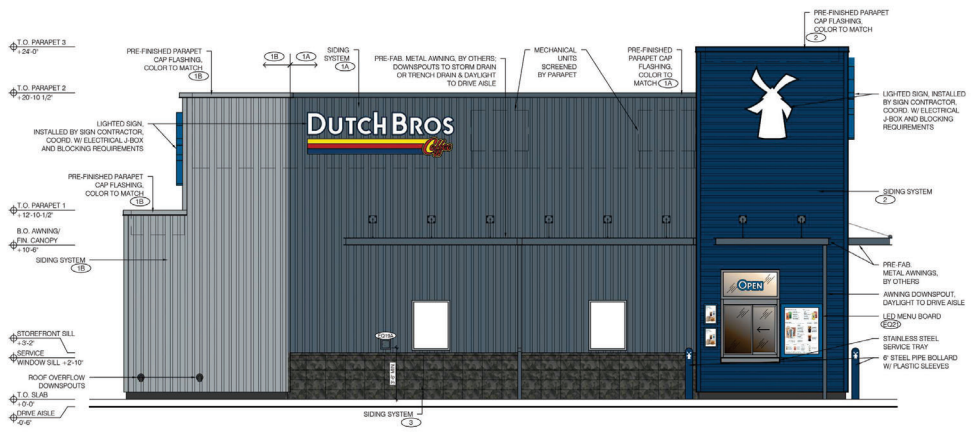 T.O. PARAPET 3
+24'-0"
T.O. PARAPET 2
+20'-10 1/2"
T.O. PARAPET 1
+12'-10-1/2"
B.O. AWNING/
FIN. CANOPY
+10'-6"
SIDING SYSTEM
1B
STOREFRONT SILL
+3'-2"
SERVICE
WINDOW SILL +2'-10"
ROOF OVERFLOW
DOWNSPOUTS
T.O. SLAB
+0'-0"
DRIVE AISLE
-0'-6"
PRE-FINISHED PARAPET
CAP FLASHING,
COLOR TO MATCH
1B
LIGHTED SIGN,
INSTALLED BY SIGN CONTRACTOR,
COORD. W/ ELECTRICAL J-BOX
AND BLOCKING REQUIREMENTS
PRE-FINISHED PARAPET
CAP FLASHING,
COLOR TO MATCH
1B
1B
1A
SIDING
SYSTEM
1A
PRE-FAB. METAL AWNING, BY OTHERS;
DOWNSPOUTS TO STORM DRAIN
OR TRENCH DRAIN & DAYLIGHT
TO DRIVE AISLE
MECHANICAL
UNITS
SCREENED
BY PARAPET
PRE-FINISHED
PARAPET CAP
FLASHING,
COLOR TO
MATCH 1A
PRE-FINISHED PARAPET
CAP FLASHING,
COLOR TO MATCH
2
DUTCH BROS
Coffee
LIGHTED SIGN, INSTALLED
BY SIGN CONTRACTOR,
COORD. W/ ELECTRICAL
J-BOX AND BLOCKING
REQUIREMENTS
SIDING SYSTEM
2
PRE-FAB.
METAL AWNINGS,
BY OTHERS
AWNING DOWNSPOUT,
DAYLIGHT TO DRIVE AISLE
LED MENU BOARD
EQ21
STAINLESS STEEL
SERVICE TRAY
6" STEEL PIPE BOLLARD
W/ PLASTIC SLEEVES
OPEN
SIDING SYSTEM
3